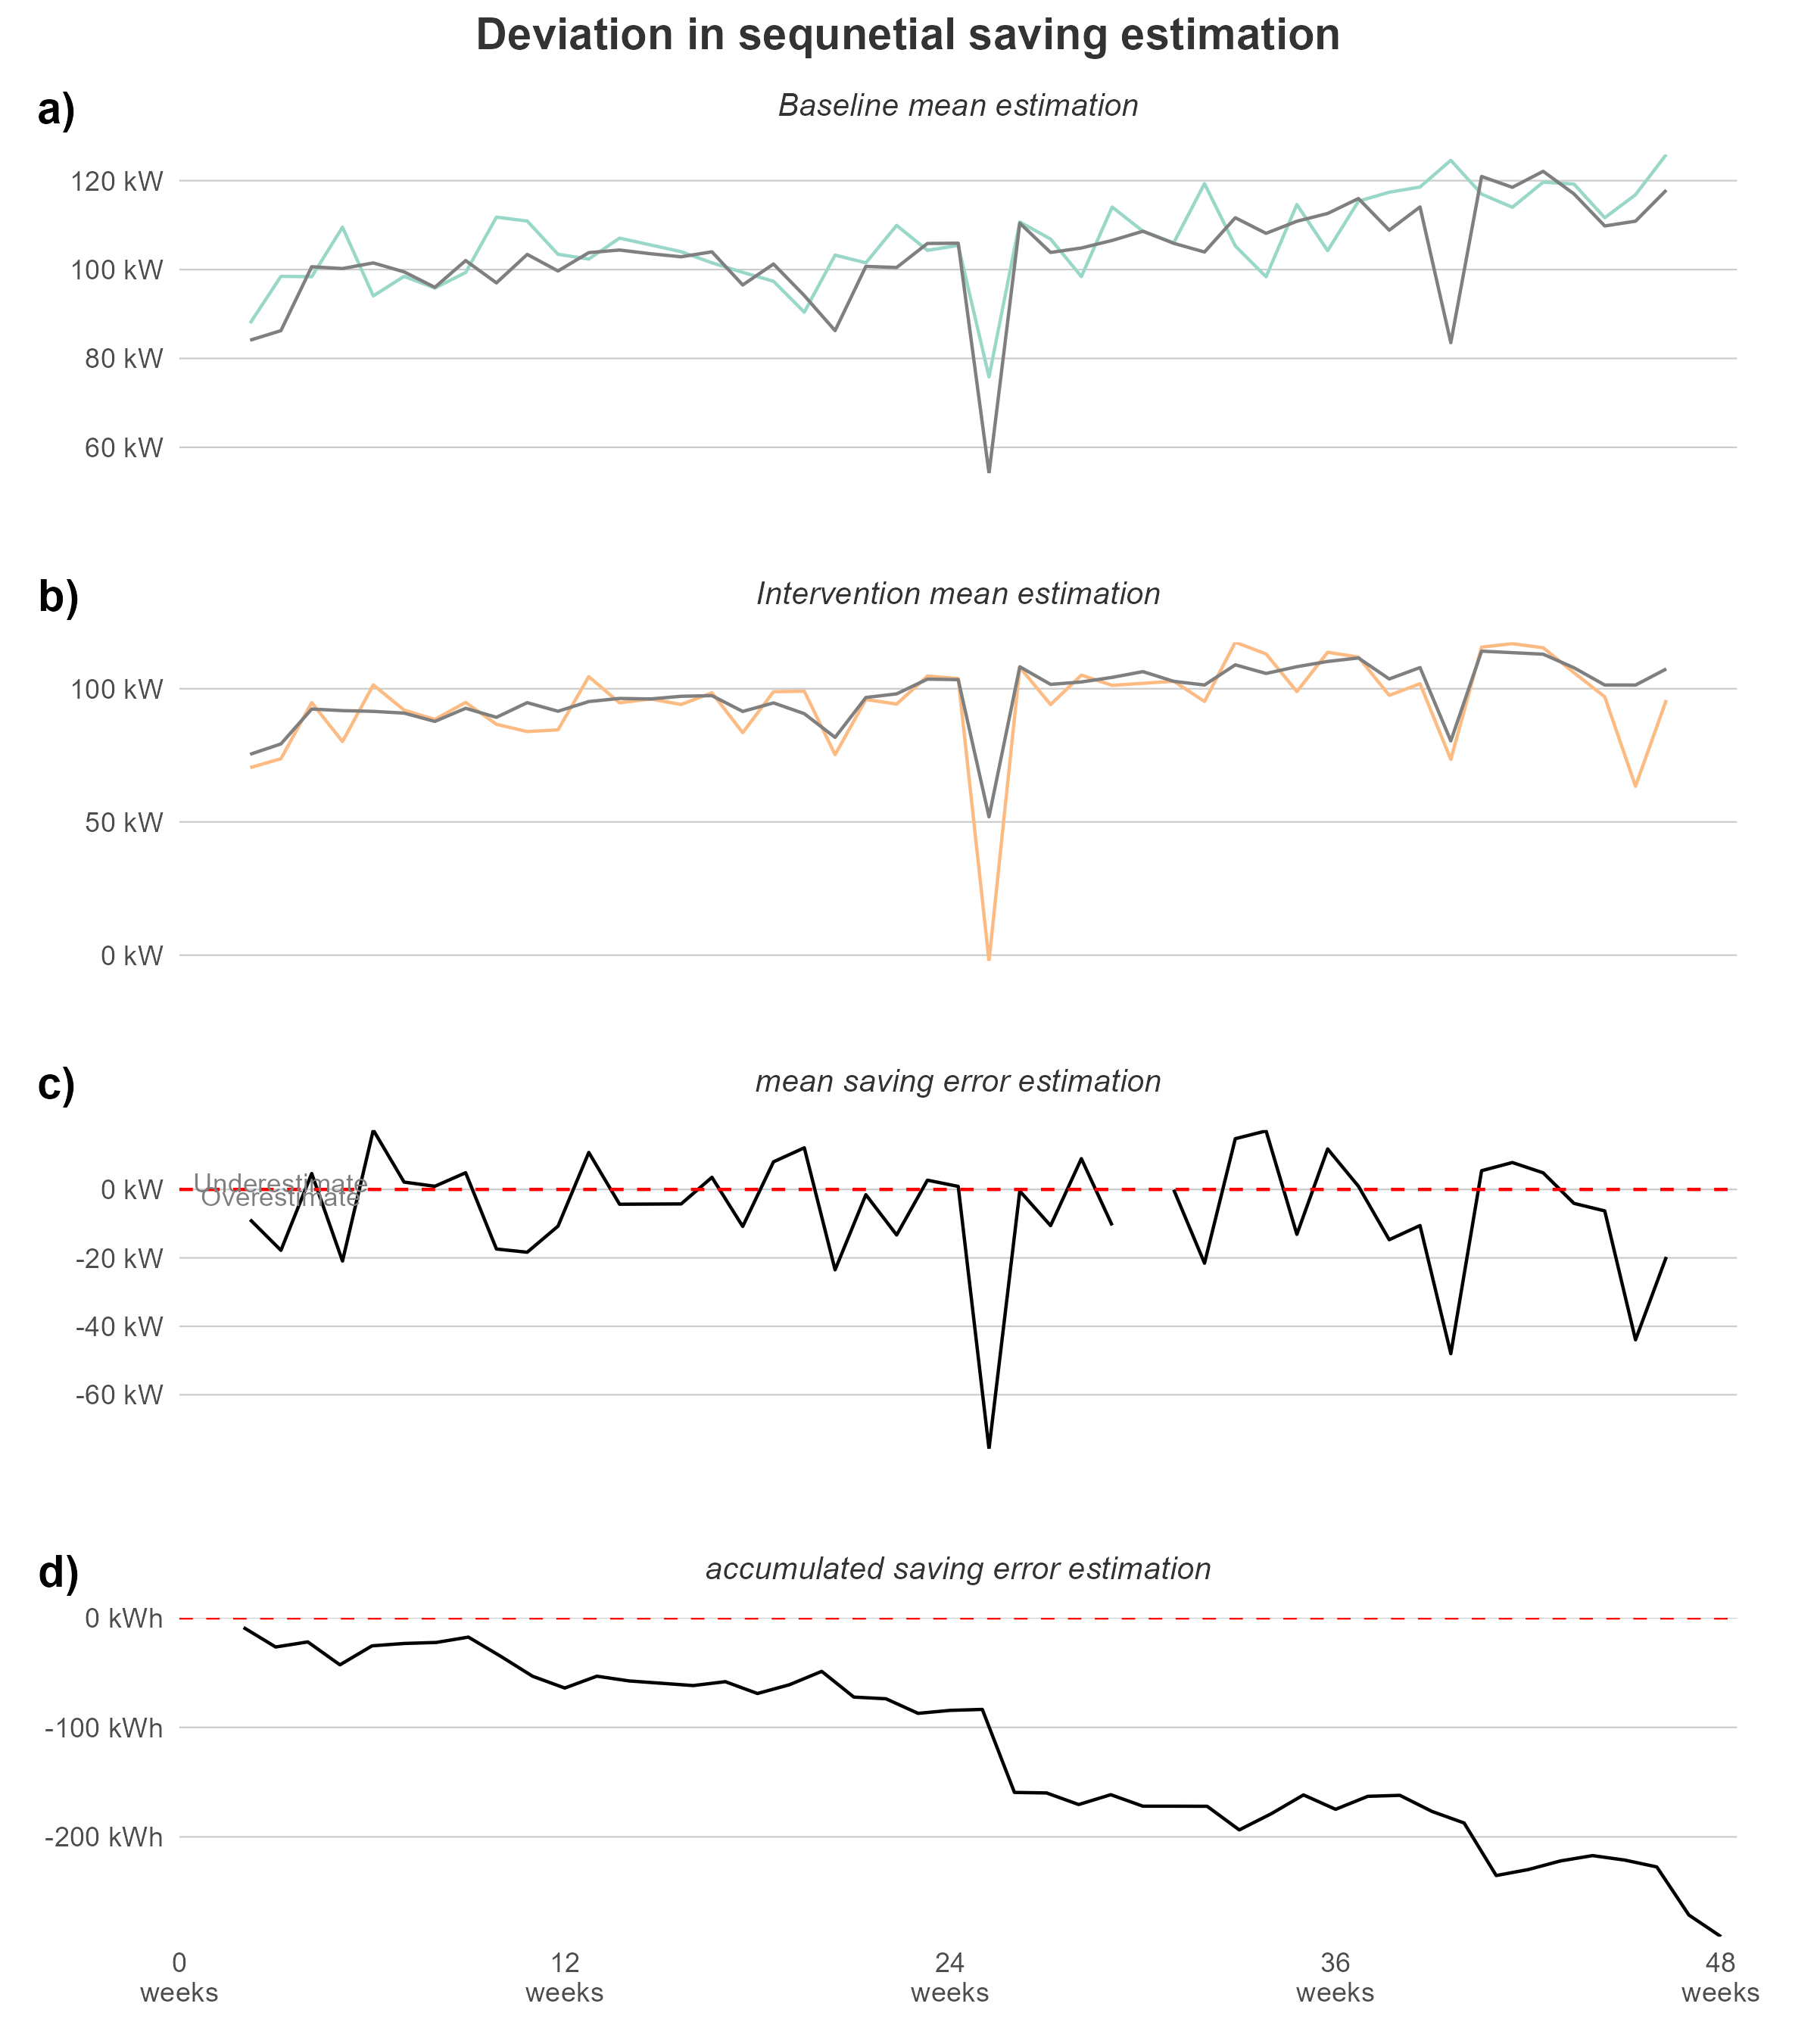 Deviation in sequnetial saving estimation
a)
Baseline mean estimation
120 kW
100 kW
80 kW
60 kW
b)
Intervention mean estimation
100 kW
50 kW
0 kW
c)
mean saving error estimation
Underestimate
0 kW
Overestimate
-20 kW
-40 kW
-60 kW
d)
accumulated saving error estimation
0 kWh
-100 kWh
-200 kWh
0 12 24 36 48
weeks weeks weeks weeks weeks